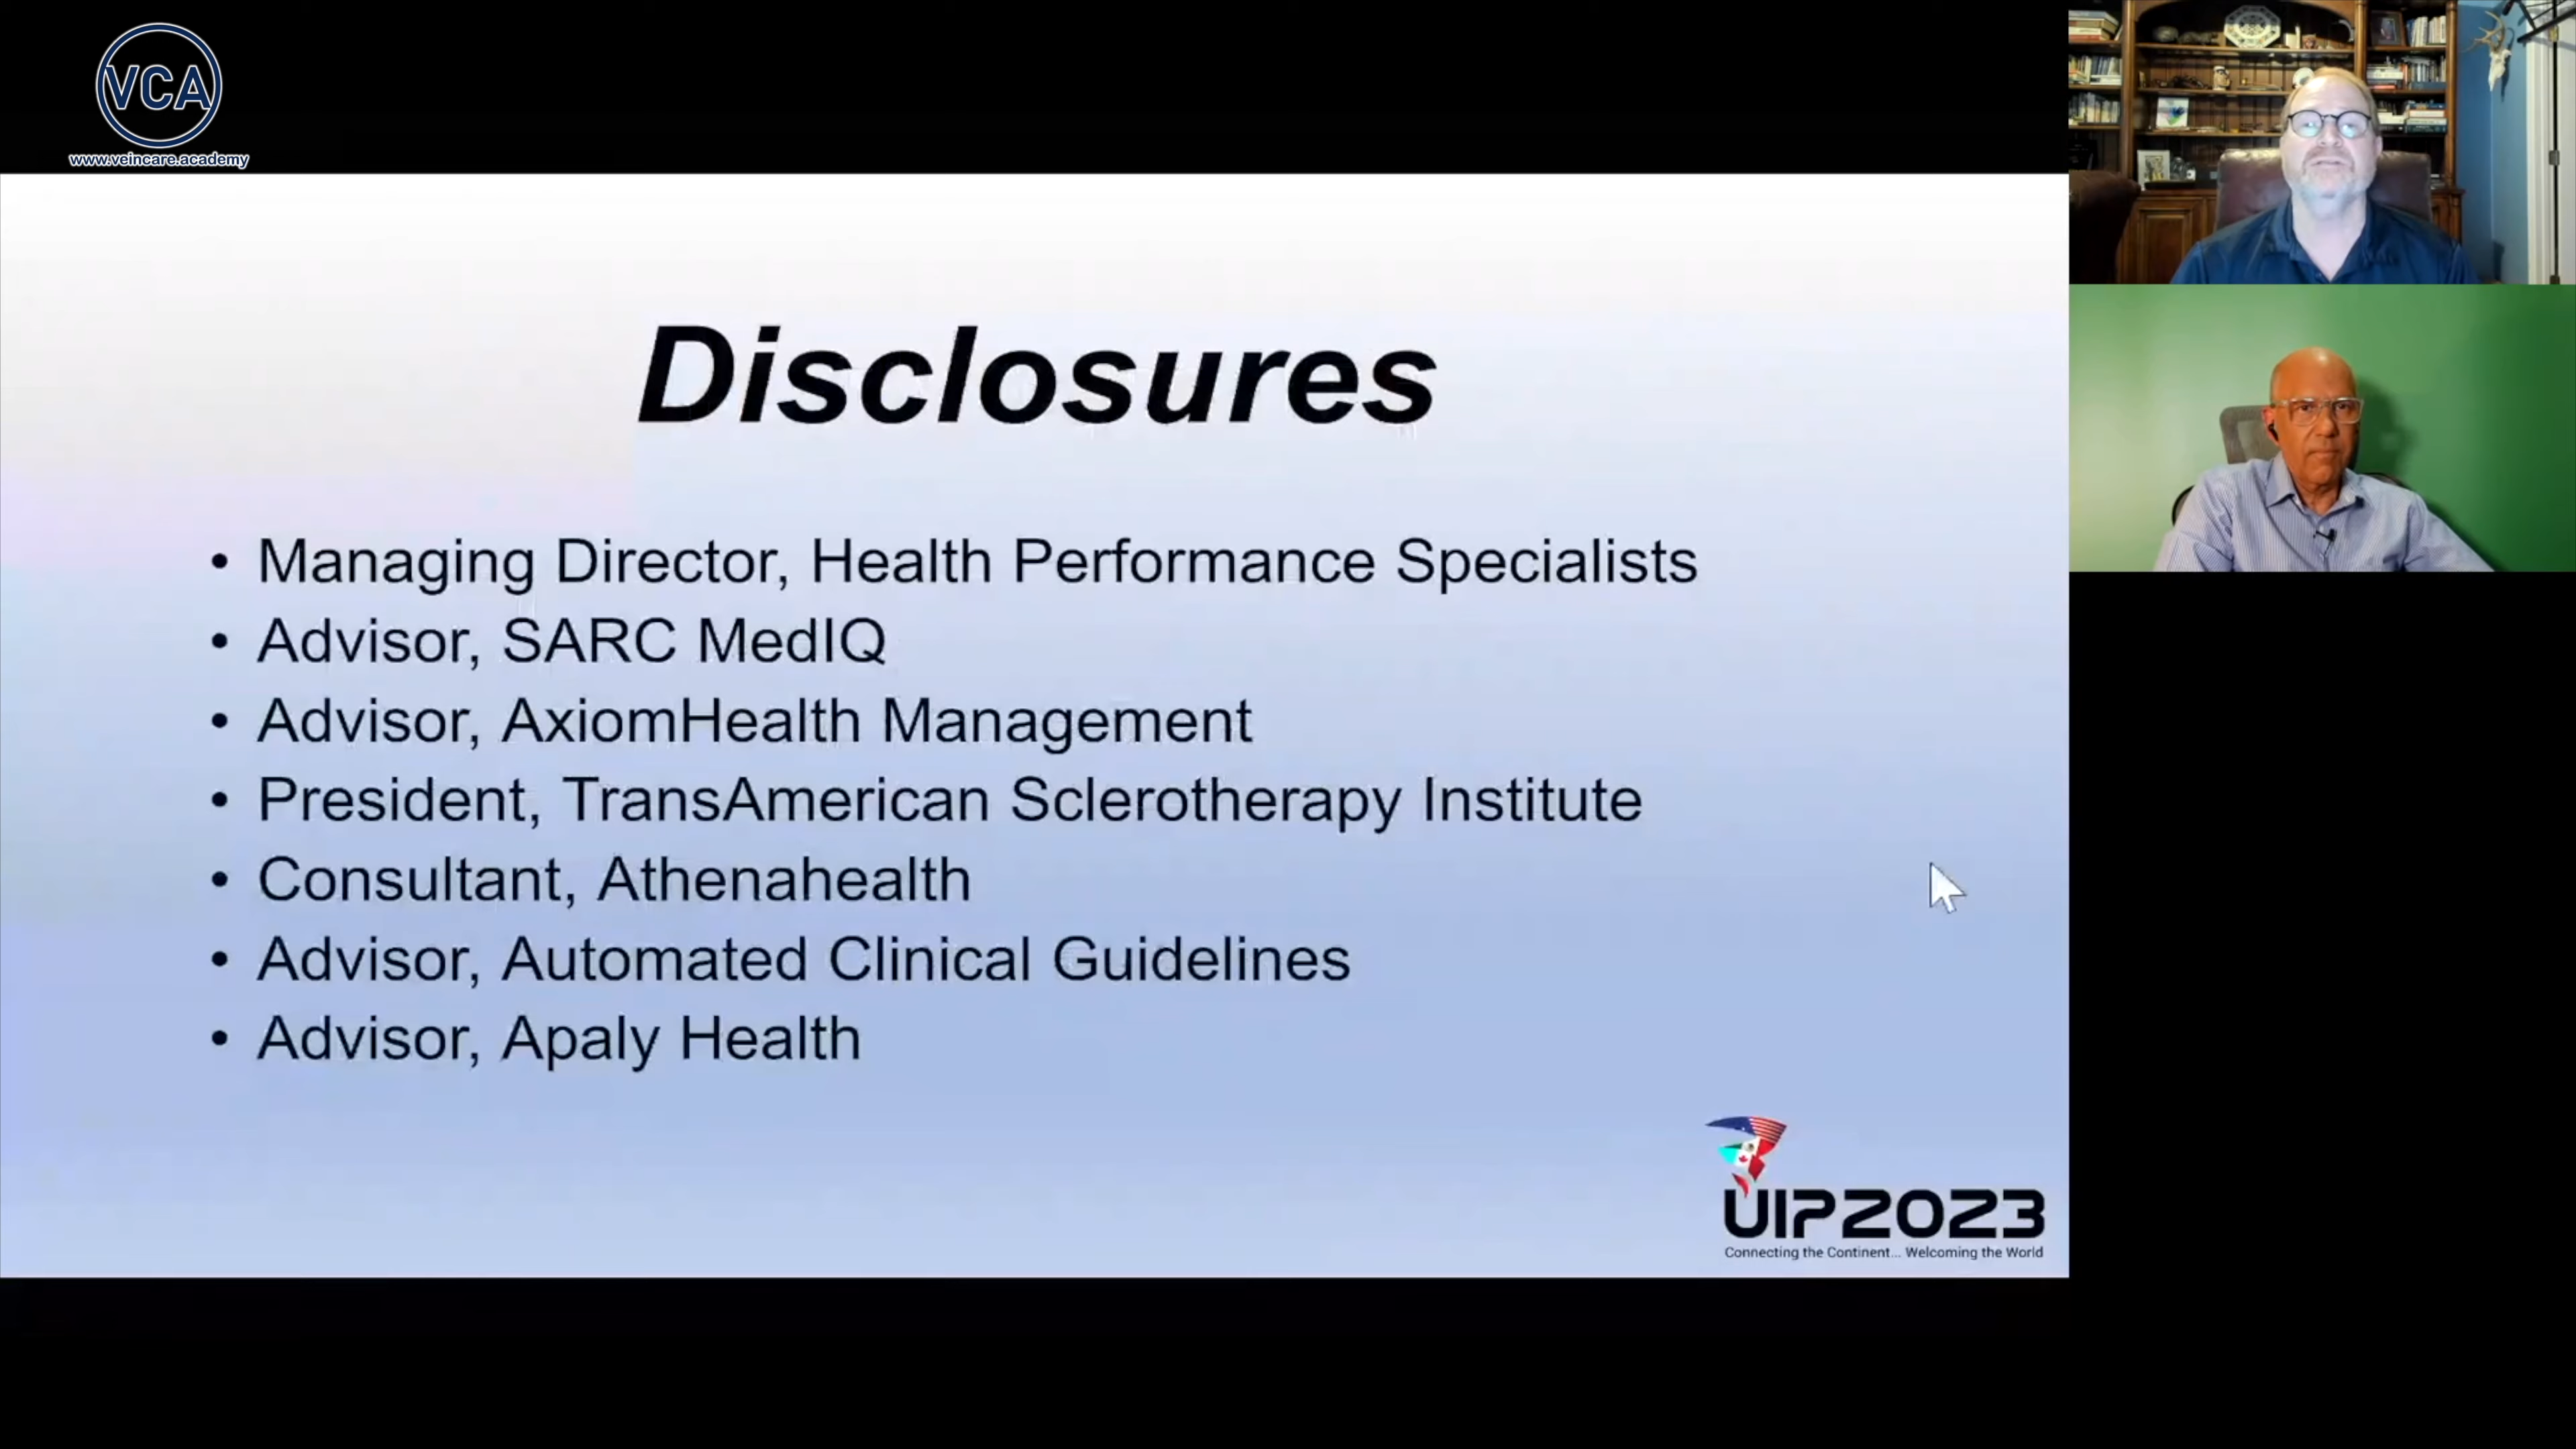 VCA
www.veincare.academy
Disclosures
• Managing Director, Health Performance Specialists
• Advisor, SARC MedIQ
• Advisor, AxiomHealth Management
• President, TransAmerican Sclerotherapy Institute
• Consultant, Athenahealth
• Advisor, Automated Clinical Guidelines
• Advisor, Apaly Health
UIP2023
Connecting the Continent... Welcoming the World